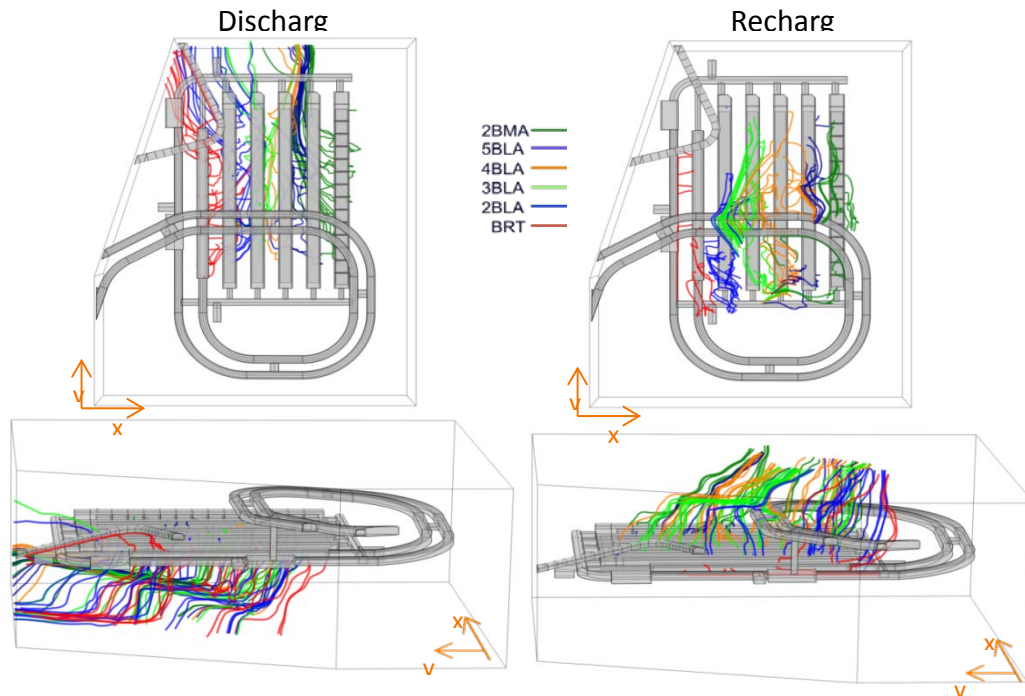 Discharg
Recharg
2BMA
5BLA
4BLA
3BLA
2BLA
BRT
v
x
v
x
x
v
x
v